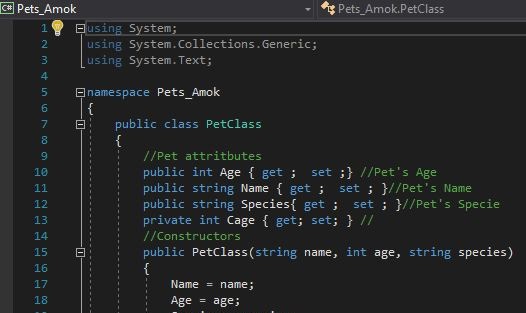 C# Pets_Amok Pets_Amok.PetClass
1 using System;
2 using System.Collections.Generic;
3 using System.Text;
4
5 namespace Pets_Amok
6 {
7 public class PetClass
8 {
9 //Pet attritbutes
10 public int Age { get ;  set ;} //Pet's Age
11 public string Name { get ;  set ; }//Pet's Name
12 public string Species{ get ;  set ; }//Pet's Specie
13 private int Cage { get; set; } //
14 //Constructors
15 public PetClass(string name, int age, string species)
16 {
17 Name = name;
18 Age = age;